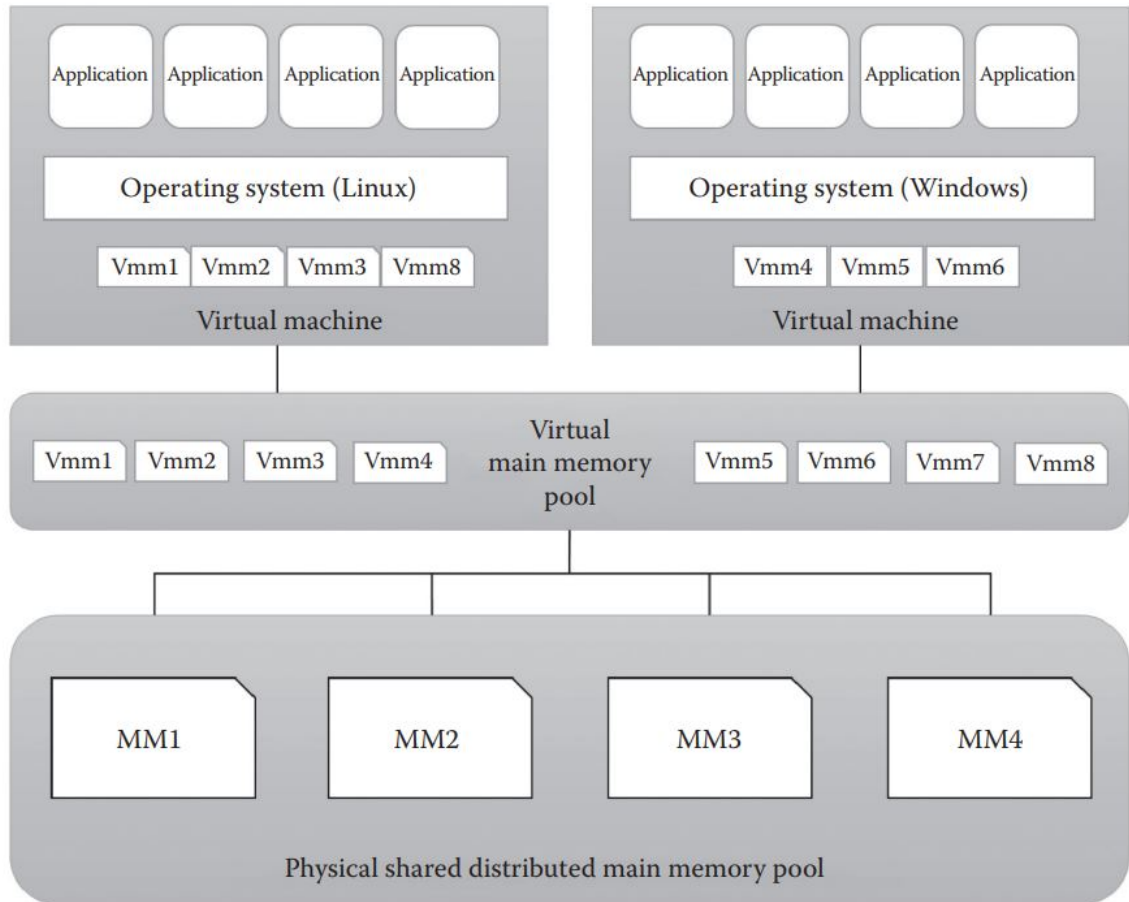 Application Application Application Application
Application Application Application Application
Operating system (Linux)
Operating system (Windows)
Vmm1 Vmm2 Vmm3 Vmm8
Vmm4 Vmm5 Vmm6
Virtual machine
Virtual machine
Vmm1 Vmm2 Vmm3 Vmm4
Virtual
main memory
pool
Vmm5 Vmm6 Vmm7 Vmm8
MM1 MM2 MM3 MM4
Physical shared distributed main memory pool